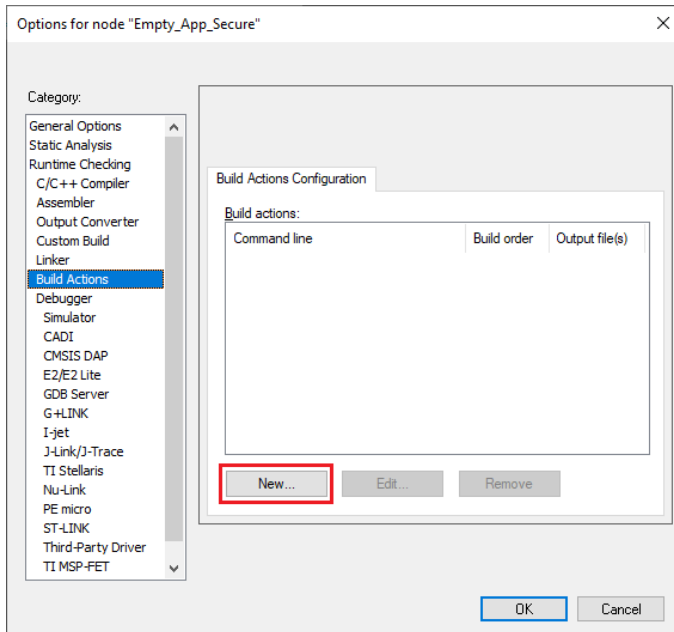 Options for node "Empty_App_Secure"
Category:
General Options
Static Analysis
Runtime Checking
C/C++ Compiler
Assembler
Output Converter
Custom Build
Linker
Build Actions
Debugger
Simulator
CADI
CMSIS DAP
E2/E2 Lite
GDB Server
G+LINK
I-jet
J-Link/J-Trace
TI Stellaris
Nu-Link
PE micro
ST-LINK
Third-Party Driver
TI MSP-FET
Build Actions Configuration
Build actions:
Command line Build order Output file(s)
New... Edit... Remove
OK Cancel